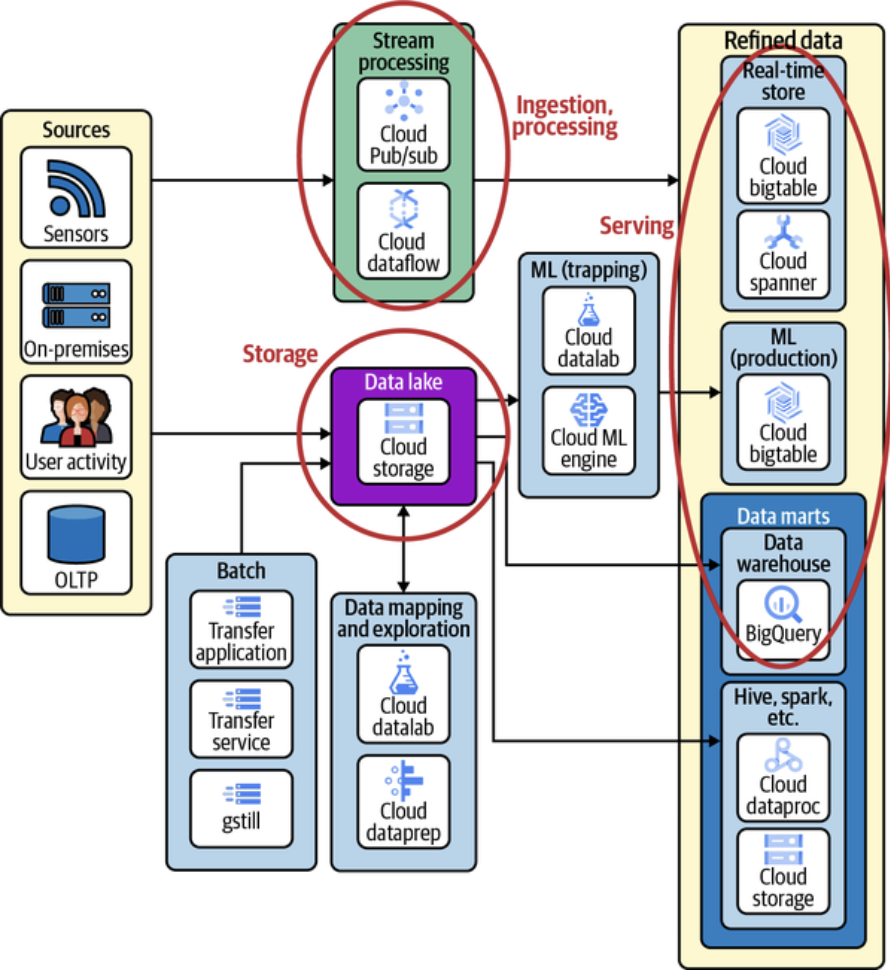 Sources
Sensors
On-premises
User activity
OLTP
Stream
processing
Cloud
Pub/sub
Cloud
dataflow
Ingestion,
processing
Storage
Data lake
Cloud
storage
Batch
Transfer
application
Transfer
service
gstill
Data mapping
and exploration
Cloud
datalab
Cloud
dataprep
ML (trapping)
Cloud
datalab
Cloud ML
engine
Serving
Refined data
Real-time
store
Cloud
bigtable
Cloud
spanner
ML
(production)
Cloud
bigtable
Data marts
Data
warehouse
BigQuery
Hive, spark,
etc.
Cloud
dataproc
Cloud
storage